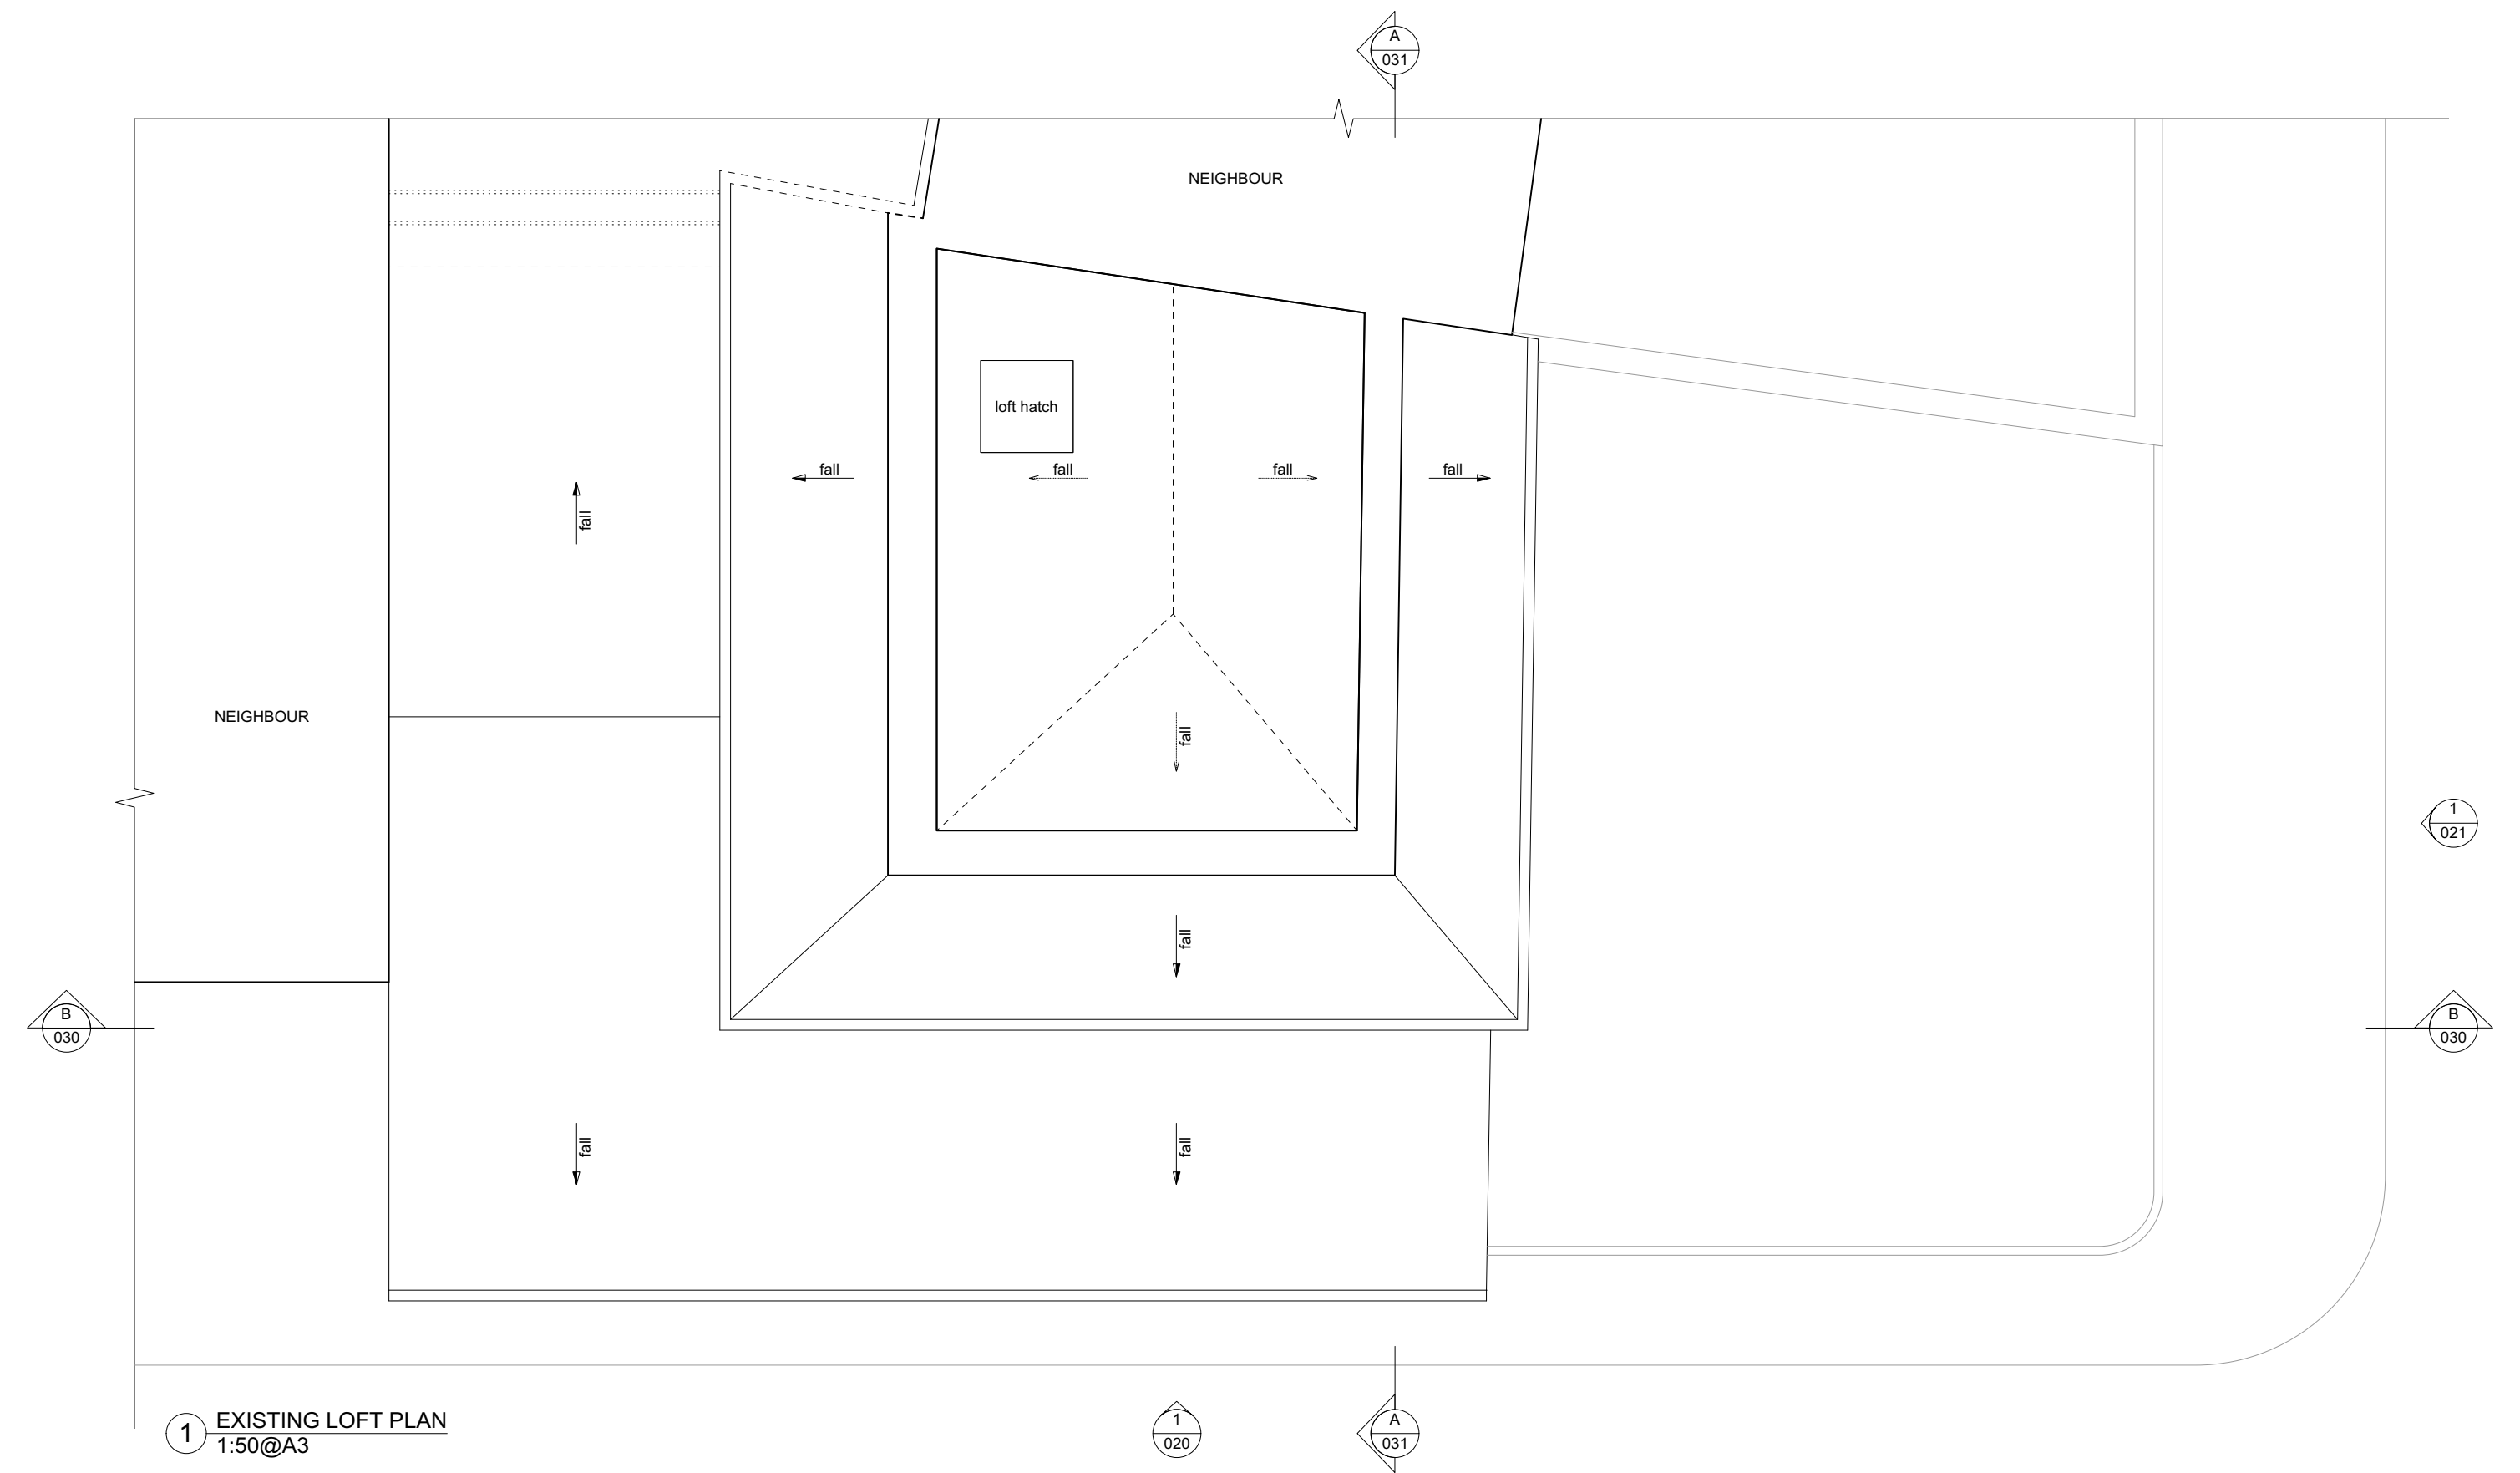 A
031
NEIGHBOUR
loft hatch
fall
fall
fall
fall
fall
NEIGHBOUR
fall
1
021
fall
B
030
B
030
fall
fall
1
EXISTING LOFT PLAN
1:50@A3
1
020
A
031